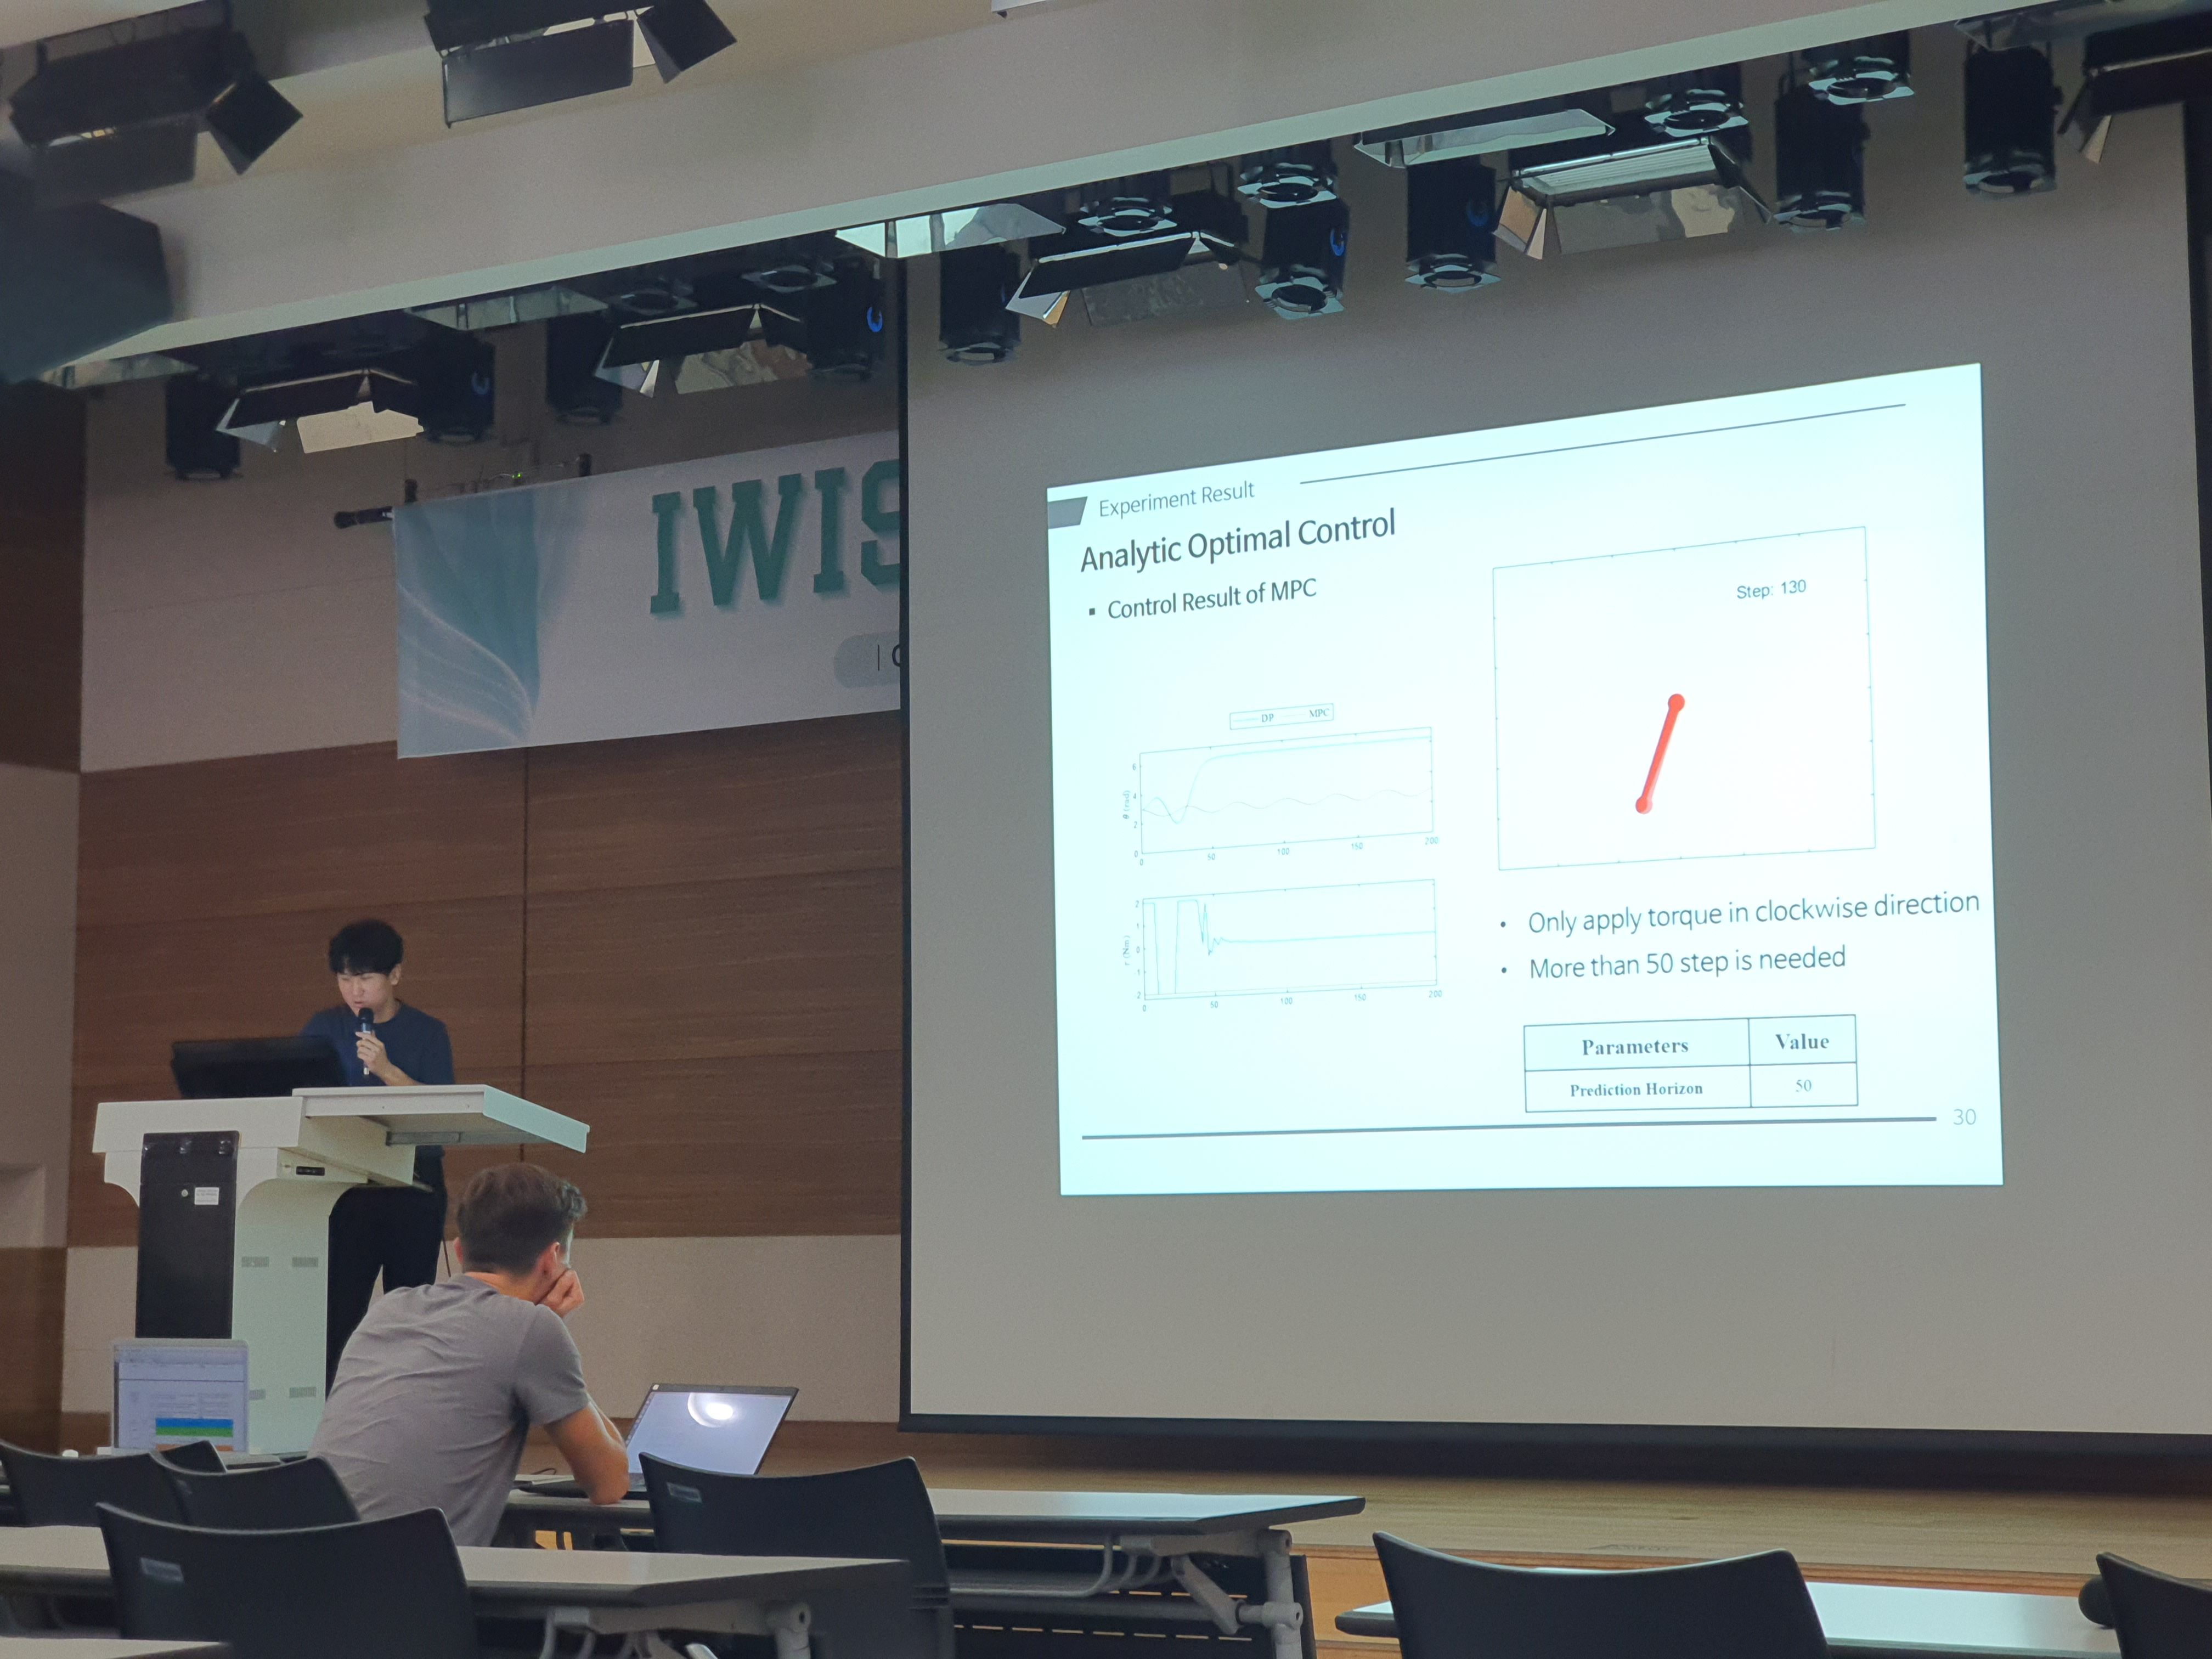 IWIS
Experiment Result
Analytic Optimal Control
▪ Control Result of MPC
Step: 130
DP MPC
6
4
2
0
θ (rad)
0 50 100 150 200
2
1
0
1
2
τ (Nm)
0 50 100 150 200
• Only apply torque in clockwise direction
• More than 50 step is needed
Parameters Value
Prediction Horizon 50
30